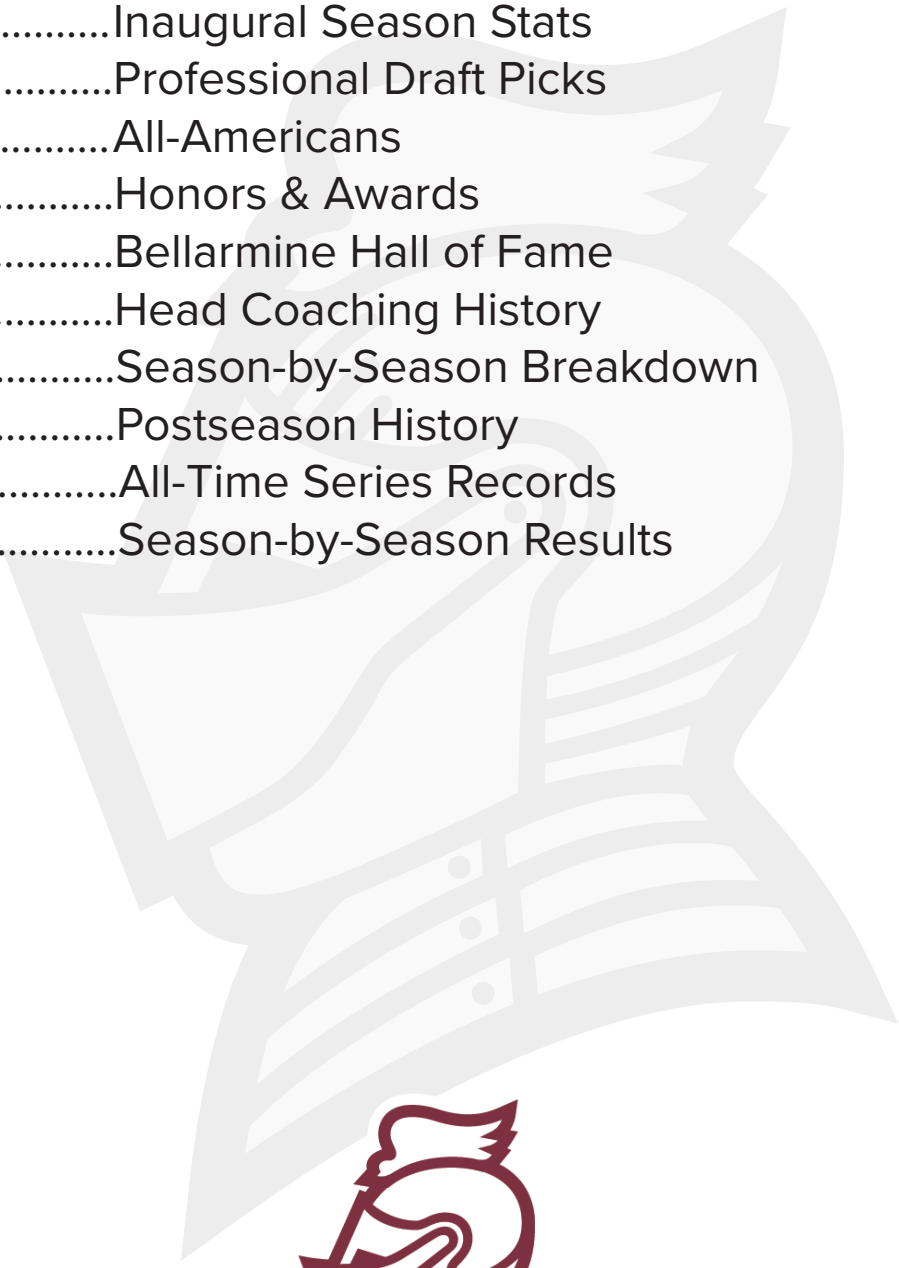 ..........Inaugural Season Stats
..........Professional Draft Picks
..........All-Americans
..........Honors & Awards
..........Bellarmine Hall of Fame
..........Head Coaching History
..........Season-by-Season Breakdown
..........Postseason History
..........All-Time Series Records
..........Season-by-Season Results